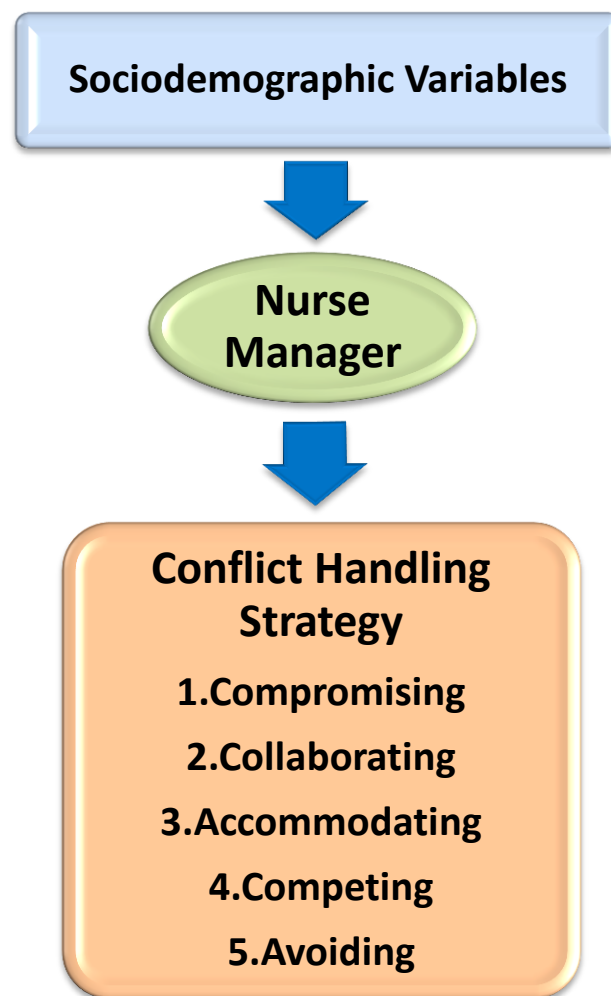 Sociodemographic Variables
Nurse
Manager
Conflict Handling
Strategy
1.Compromising
2.Collaborating
3.Accommodating
4.Competing
5.Avoiding